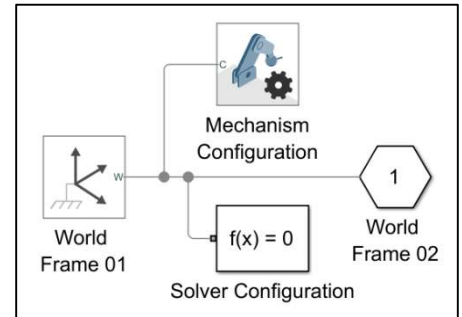 C
Mechanism
Configuration
W
1
World
Frame 01
f(x) = 0
World
Frame 02
Solver Configuration